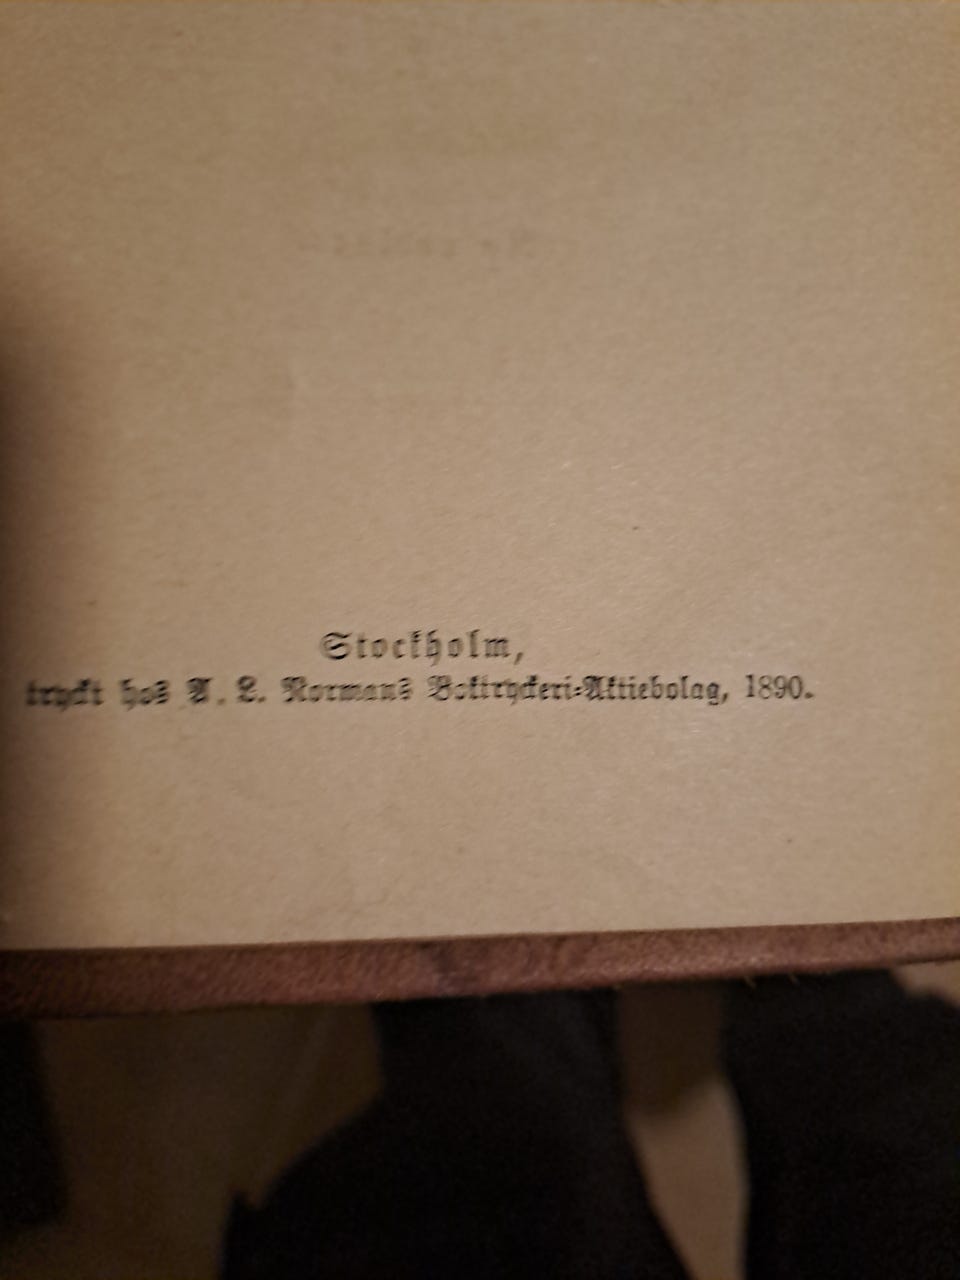 Stockholm,
tryckt hos A. L. Normans Boktryckeri-Aktiebolag, 1890.